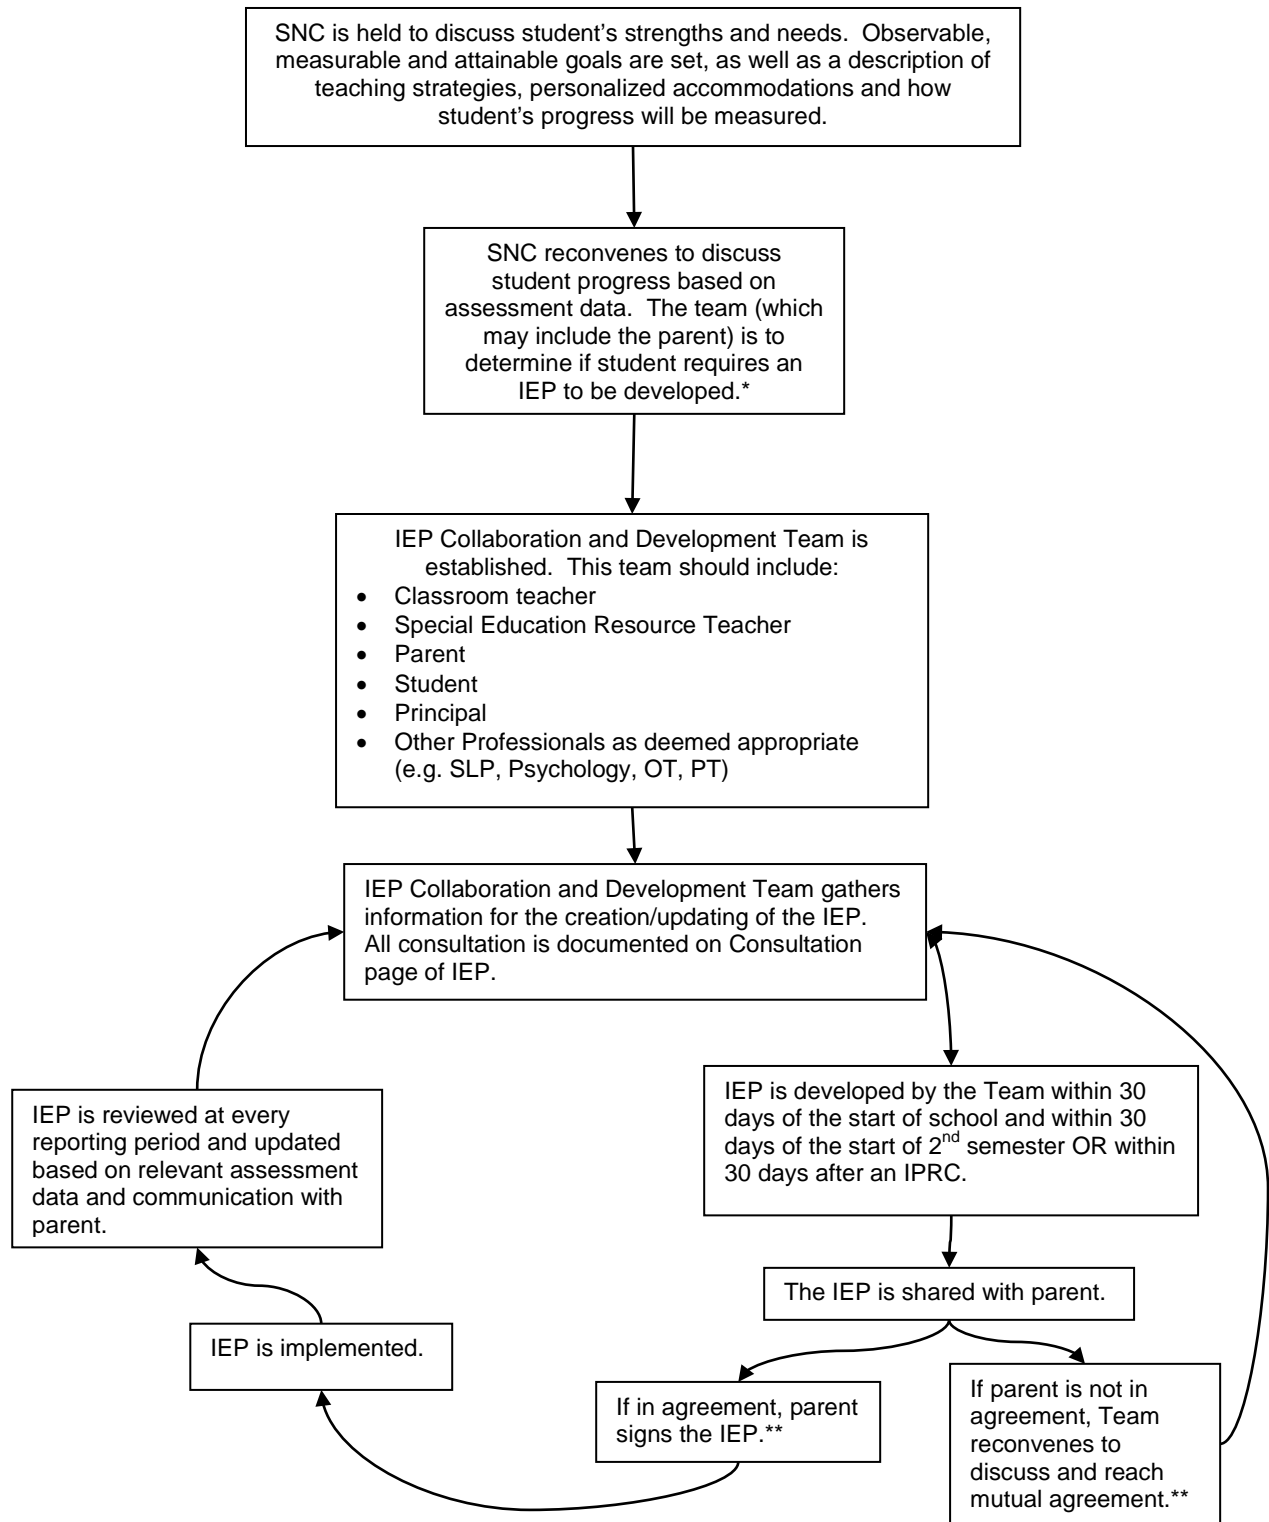 SNC is held to discuss student’s strengths and needs.  Observable,
measurable and attainable goals are set, as well as a description of
teaching strategies, personalized accommodations and how
student’s progress will be measured.
SNC reconvenes to discuss
student progress based on
assessment data.  The team (which
may include the parent) is to
determine if student requires an
IEP to be developed.*
IEP Collaboration and Development Team is
established.  This team should include:
• Classroom teacher
• Special Education Resource Teacher
• Parent
• Student
• Principal
• Other Professionals as deemed appropriate
(e.g. SLP, Psychology, OT, PT)
IEP Collaboration and Development Team gathers
information for the creation/updating of the IEP.
All consultation is documented on Consultation
page of IEP.
IEP is developed by the Team within 30
days of the start of school and within 30
days of the start of 2nd semester OR within
30 days after an IPRC.
The IEP is shared with parent.
If in agreement, parent
signs the IEP.**
If parent is not in
agreement, Team
reconvenes to
discuss and reach
mutual agreement.**
IEP is implemented.
IEP is reviewed at every
reporting period and updated
based on relevant assessment
data and communication with
parent.